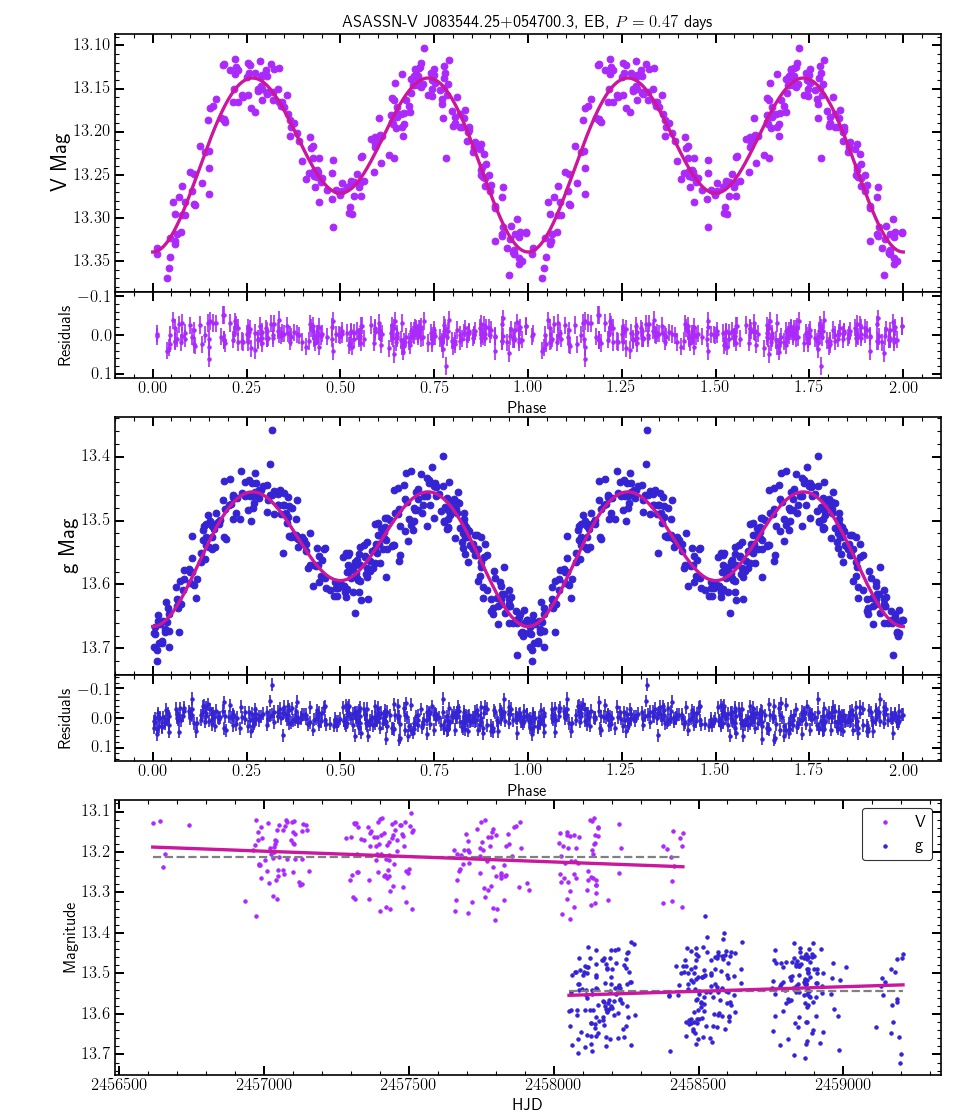 ASASSN-V J083544.25+054700.3, EB, P = 0.47 days
13.10
13.15
13.20
13.25
13.30
13.35
V Mag
−0.1
0.0
0.1
Residuals
0.00 0.25 0.50 0.75 1.00 1.25 1.50 1.75 2.00
Phase
13.4
13.5
13.6
13.7
g Mag
−0.1
0.0
0.1
Residuals
0.00 0.25 0.50 0.75 1.00 1.25 1.50 1.75 2.00
Phase
13.1
13.2
13.3
13.4
13.5
13.6
13.7
Magnitude
V
g
2456500 2457000 2457500 2458000 2458500 2459000
HJD